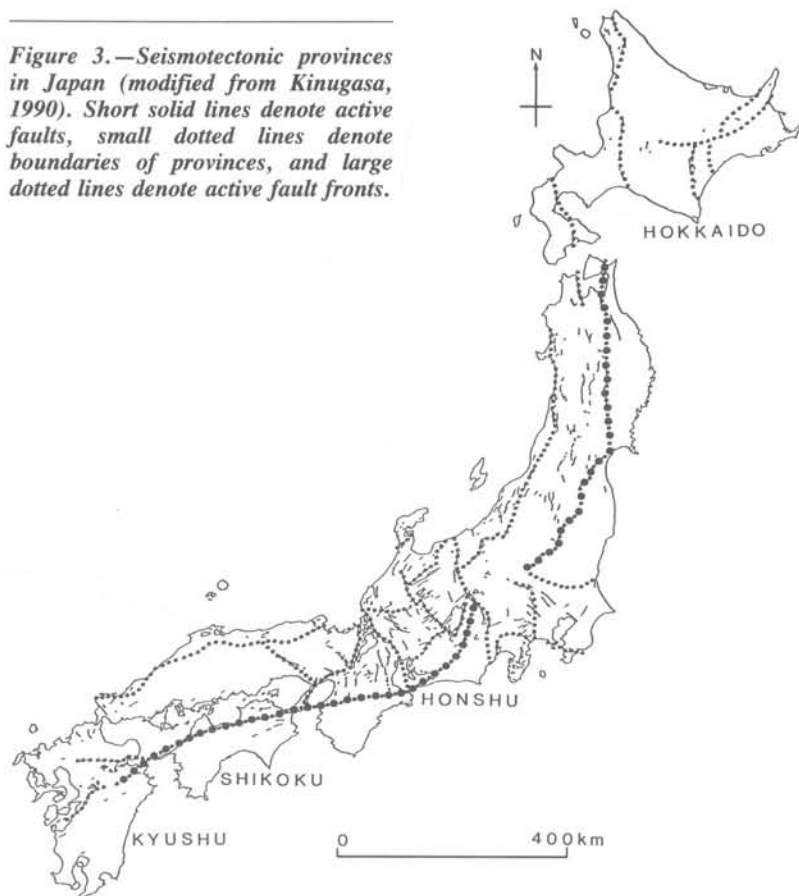 Figure 3.—Seismotectonic provinces
in Japan (modified from Kinugasa,
1990). Short solid lines denote active
faults, small dotted lines denote
boundaries of provinces, and large
dotted lines denote active fault fronts.
N
HOKKAIDO
HONSHU
SHIKOKU
KYUSHU
0 400km